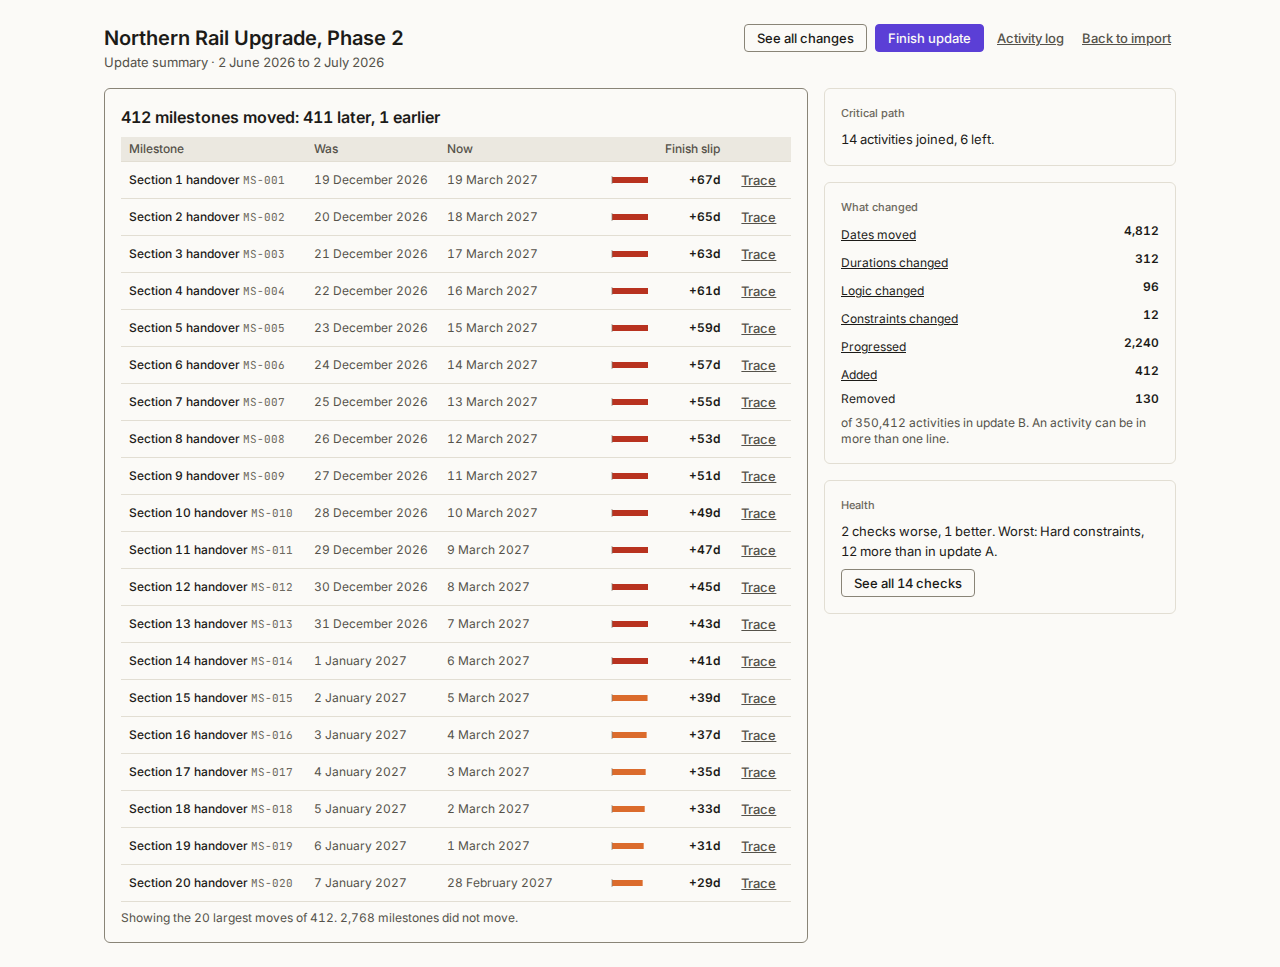 Northern Rail Upgrade, Phase 2
Update summary · 2 June 2026 to 2 July 2026
See all changes
Finish update
Activity log
Back to import
412 milestones moved: 411 later, 1 earlier
Milestone Was Now Finish slip
Section 1 handover MS-001 19 December 2026 19 March 2027 +67d Trace
Section 2 handover MS-002 20 December 2026 18 March 2027 +65d Trace
Section 3 handover MS-003 21 December 2026 17 March 2027 +63d Trace
Section 4 handover MS-004 22 December 2026 16 March 2027 +61d Trace
Section 5 handover MS-005 23 December 2026 15 March 2027 +59d Trace
Section 6 handover MS-006 24 December 2026 14 March 2027 +57d Trace
Section 7 handover MS-007 25 December 2026 13 March 2027 +55d Trace
Section 8 handover MS-008 26 December 2026 12 March 2027 +53d Trace
Section 9 handover MS-009 27 December 2026 11 March 2027 +51d Trace
Section 10 handover MS-010 28 December 2026 10 March 2027 +49d Trace
Section 11 handover MS-011 29 December 2026 9 March 2027 +47d Trace
Section 12 handover MS-012 30 December 2026 8 March 2027 +45d Trace
Section 13 handover MS-013 31 December 2026 7 March 2027 +43d Trace
Section 14 handover MS-014 1 January 2027 6 March 2027 +41d Trace
Section 15 handover MS-015 2 January 2027 5 March 2027 +39d Trace
Section 16 handover MS-016 3 January 2027 4 March 2027 +37d Trace
Section 17 handover MS-017 4 January 2027 3 March 2027 +35d Trace
Section 18 handover MS-018 5 January 2027 2 March 2027 +33d Trace
Section 19 handover MS-019 6 January 2027 1 March 2027 +31d Trace
Section 20 handover MS-020 7 January 2027 28 February 2027 +29d Trace
Showing the 20 largest moves of 412. 2,768 milestones did not move.
Critical path
14 activities joined, 6 left.
What changed
Dates moved 4,812
Durations changed 312
Logic changed 96
Constraints changed 12
Progressed 2,240
Added 412
Removed 130
of 350,412 activities in update B. An activity can be in
more than one line.
Health
2 checks worse, 1 better. Worst: Hard constraints,
12 more than in update A.
See all 14 checks